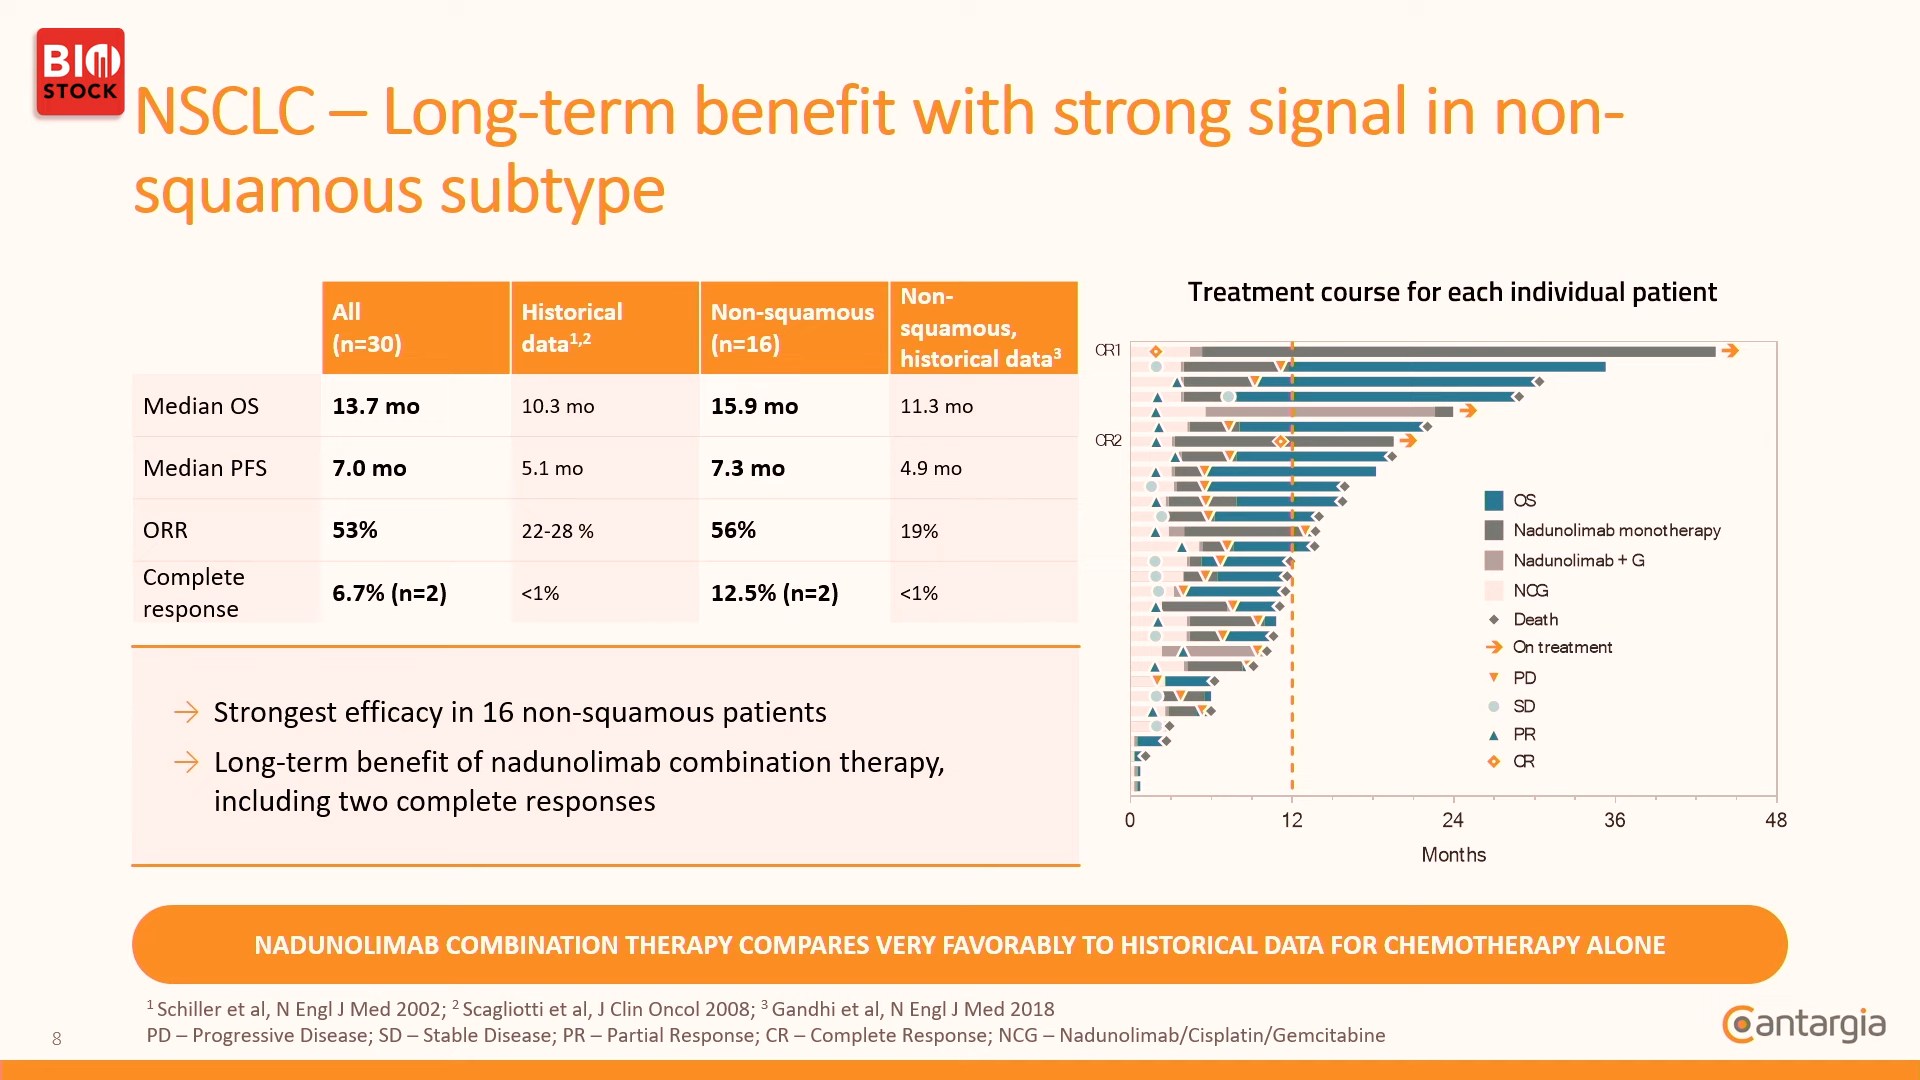 BIO
STOCK
NSCLC – Long-term benefit with strong signal in non-
squamous subtype
All
(n=30)
Historical
data1,2
Non-squamous
(n=16)
Non-
squamous,
historical data3
Median OS 13.7 mo 10.3 mo 15.9 mo 11.3 mo
Median PFS 7.0 mo 5.1 mo 7.3 mo 4.9 mo
ORR 53% 22-28 % 56% 19%
Complete
response
6.7% (n=2) <1% 12.5% (n=2) <1%
→ Strongest efficacy in 16 non-squamous patients
→ Long-term benefit of nadunolimab combination therapy,
including two complete responses
Treatment course for each individual patient
CR1
CR2
OS
Nadunolimab monotherapy
Nadunolimab + G
NCG
Death
On treatment
PD
SD
PR
CR
0 12 24 36 48
Months
NADUNOLIMAB COMBINATION THERAPY COMPARES VERY FAVORABLY TO HISTORICAL DATA FOR CHEMOTHERAPY ALONE
1 Schiller et al, N Engl J Med 2002; 2 Scagliotti et al, J Clin Oncol 2008; 3 Gandhi et al, N Engl J Med 2018
PD – Progressive Disease; SD – Stable Disease; PR – Partial Response; CR – Complete Response; NCG – Nadunolimab/Cisplatin/Gemcitabine
8
Cantargia